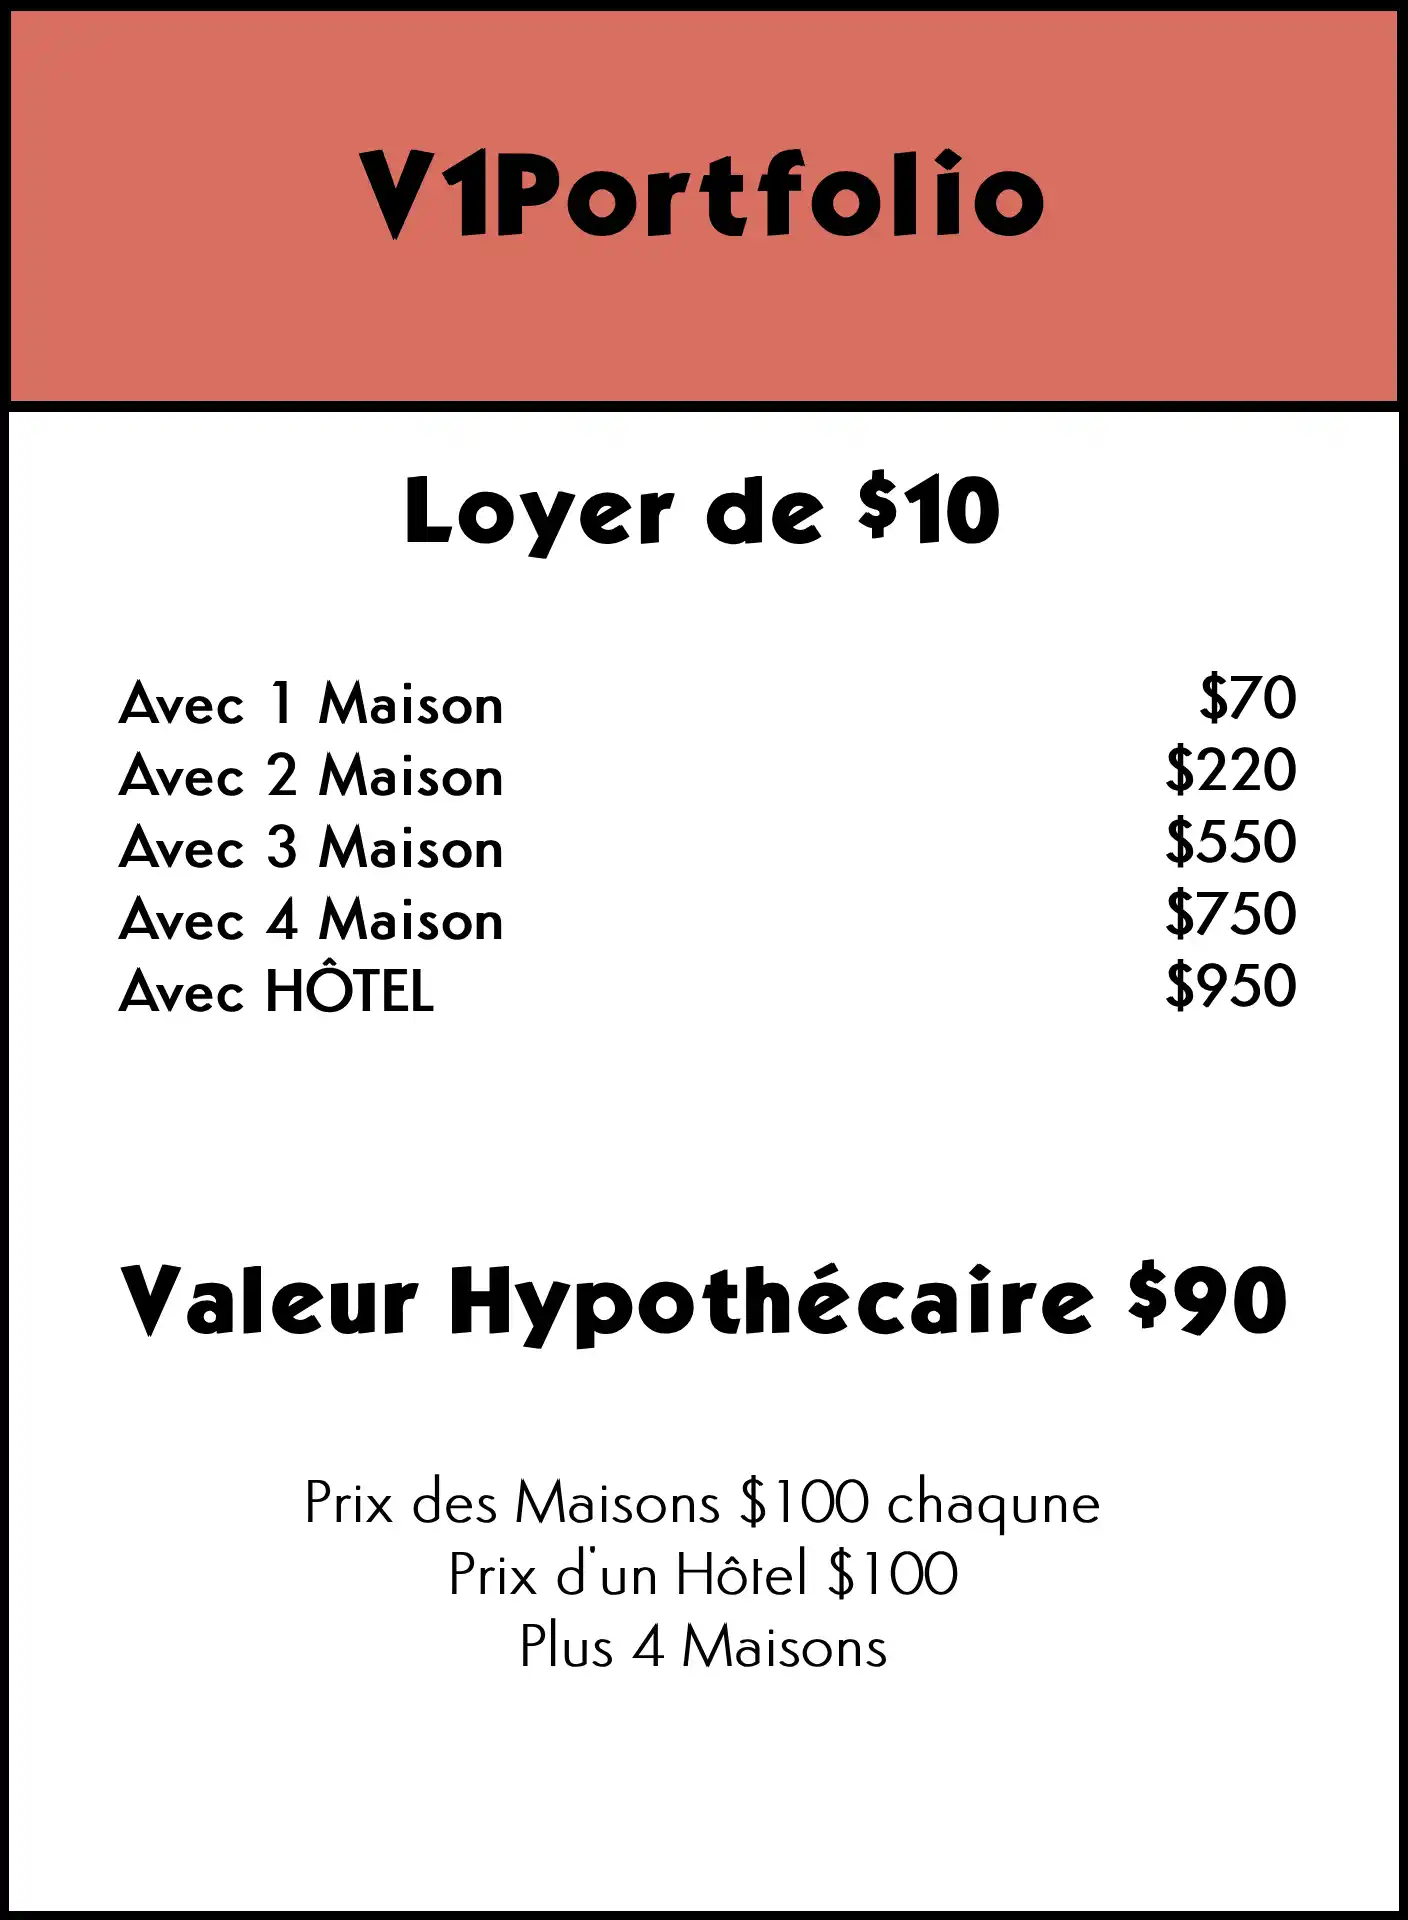 V1Portfolio
Loyer de $10
Avec 1 Maison $70
Avec 2 Maison $220
Avec 3 Maison $550
Avec 4 Maison $750
Avec HÔTEL $950
Valeur Hypothécaire $90
Prix des Maisons $100 chaqune
Prix d'un Hôtel $100
Plus 4 Maisons